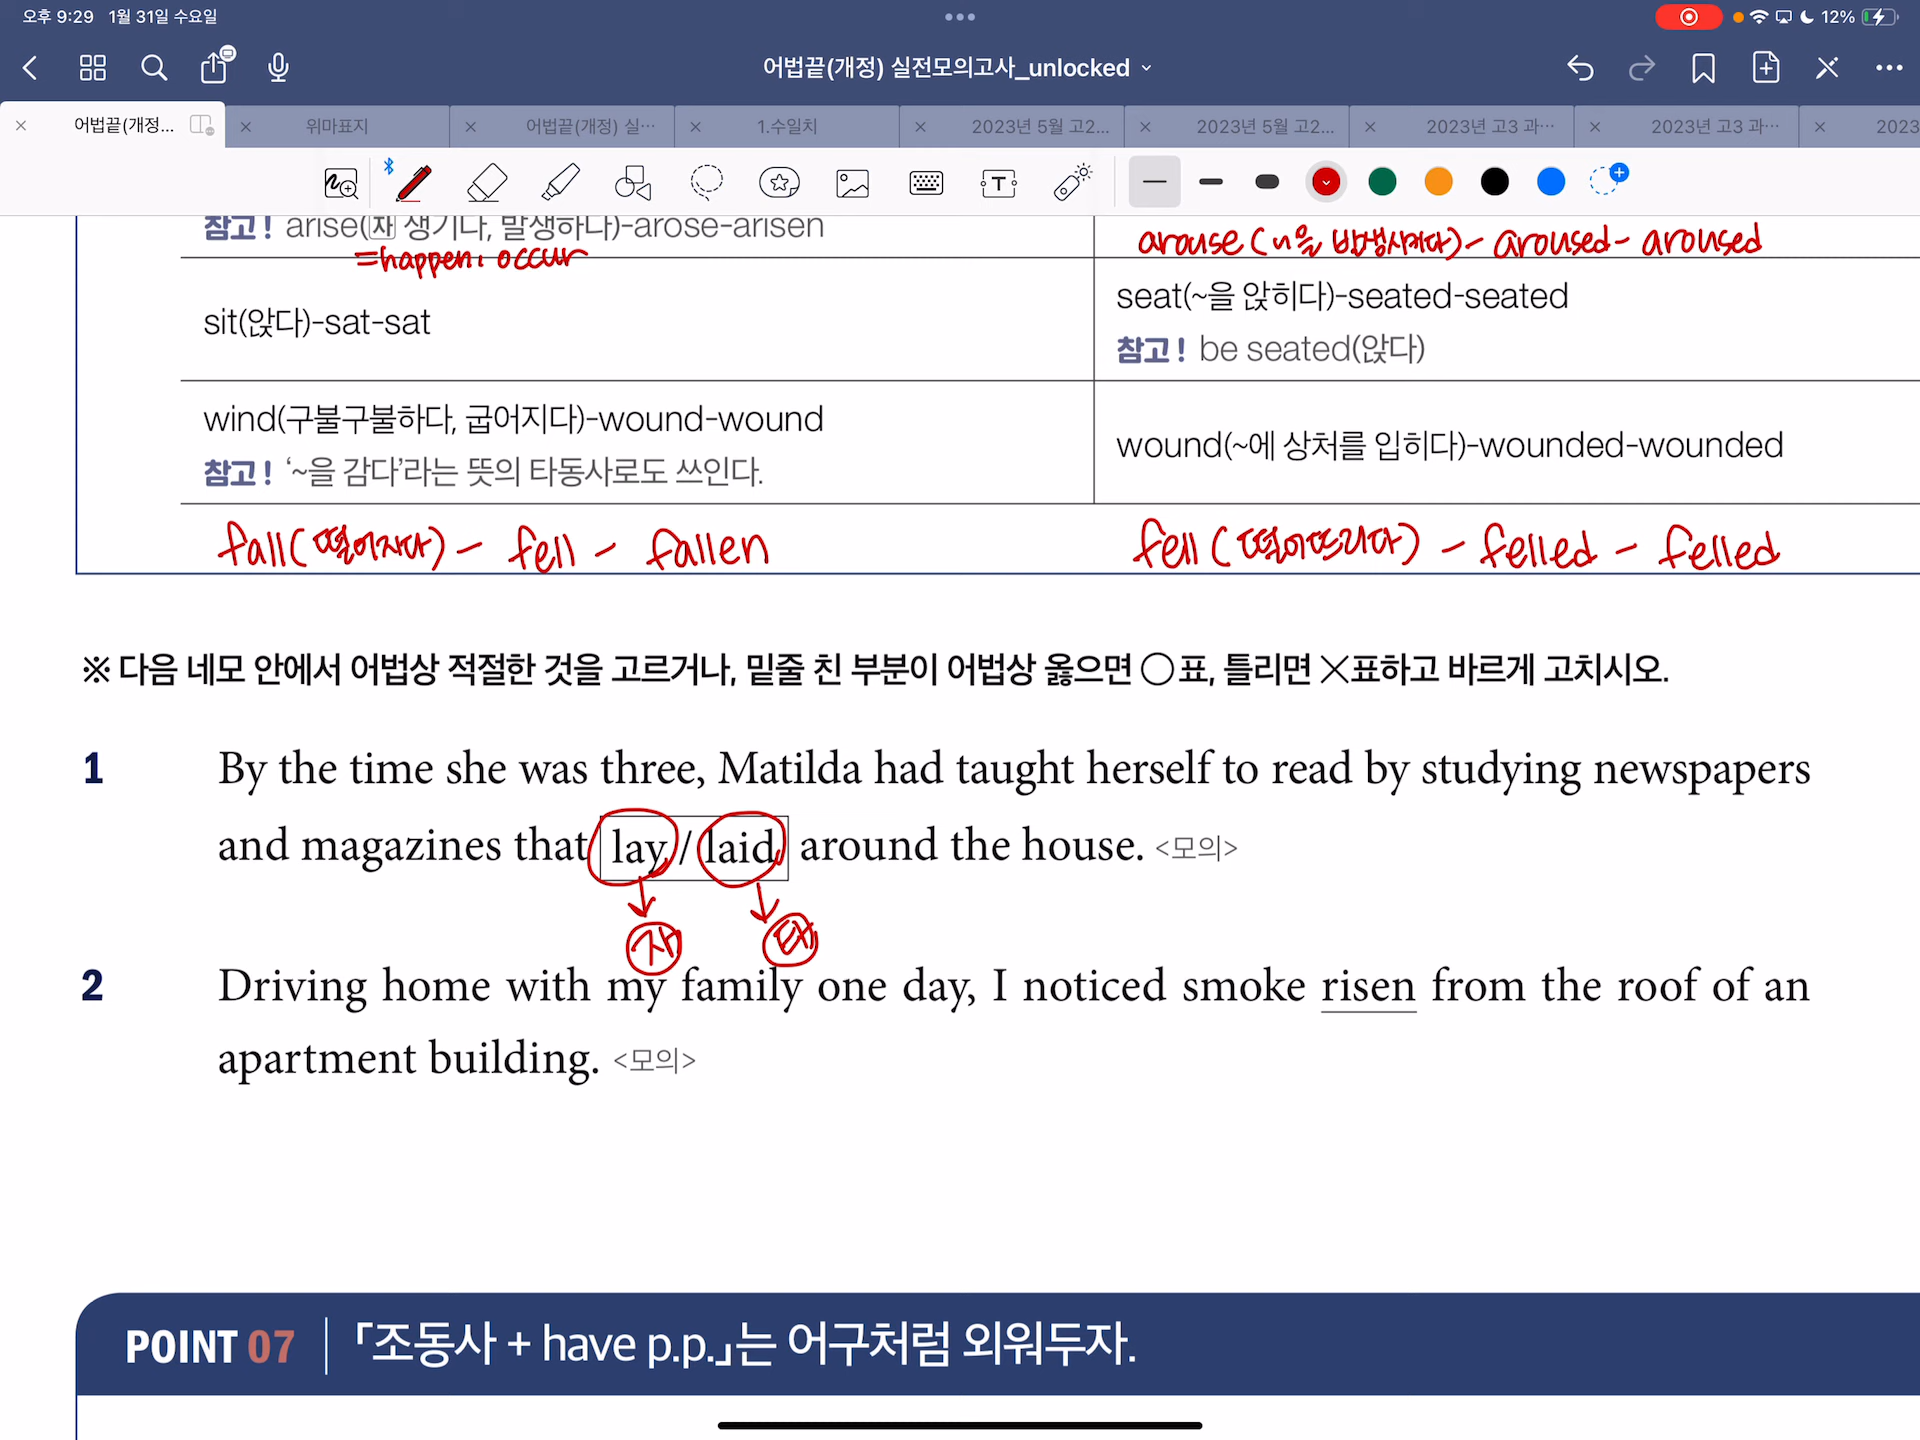 오후 9:29 1월 31일 수요일
12%
어법끝(개정) 실전모의고사_unlocked
어법끝(개정...
위마표지
어법끝(개정) 실...
1.수일치
2023년 5월 고2...
2023년 5월 고2...
2023년 고3 과...
2023년 고3 과...
2023
참고! arise(자 생기다, 발생하다)-arose-arisen
=happen, occur
arouse (~을 발생시키다) - aroused - aroused
sit(앉다)-sat-sat
seat(~을 앉히다)-seated-seated
참고! be seated(앉다)
wind(구불구불하다, 굽어지다)-wound-wound
참고! '~을 감다'라는 뜻의 타동사로도 쓰인다.
wound(~에 상처를 입히다)-wounded-wounded
fall(떨어지다) - fell - fallen
fell (떨어뜨리다) - felled - felled
※ 다음 네모 안에서 어법상 적절한 것을 고르거나, 밑줄 친 부분이 어법상 옳으면 ○표, 틀리면 ×표하고 바르게 고치시오.
1 By the time she was three, Matilda had taught herself to read by studying newspapers
and magazines that lay / laid around the house. <모의>
자 타
2 Driving home with my family one day, I noticed smoke risen from the roof of an
apartment building. <모의>
POINT 07 「조동사 + have p.p.」는 어구처럼 외워두자.